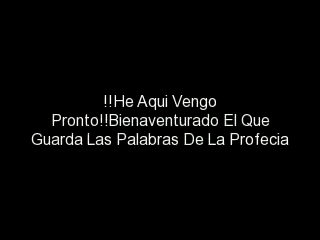 !!He Aqui Vengo
Pronto!!Bienaventurado El Que
Guarda Las Palabras De La Profecia